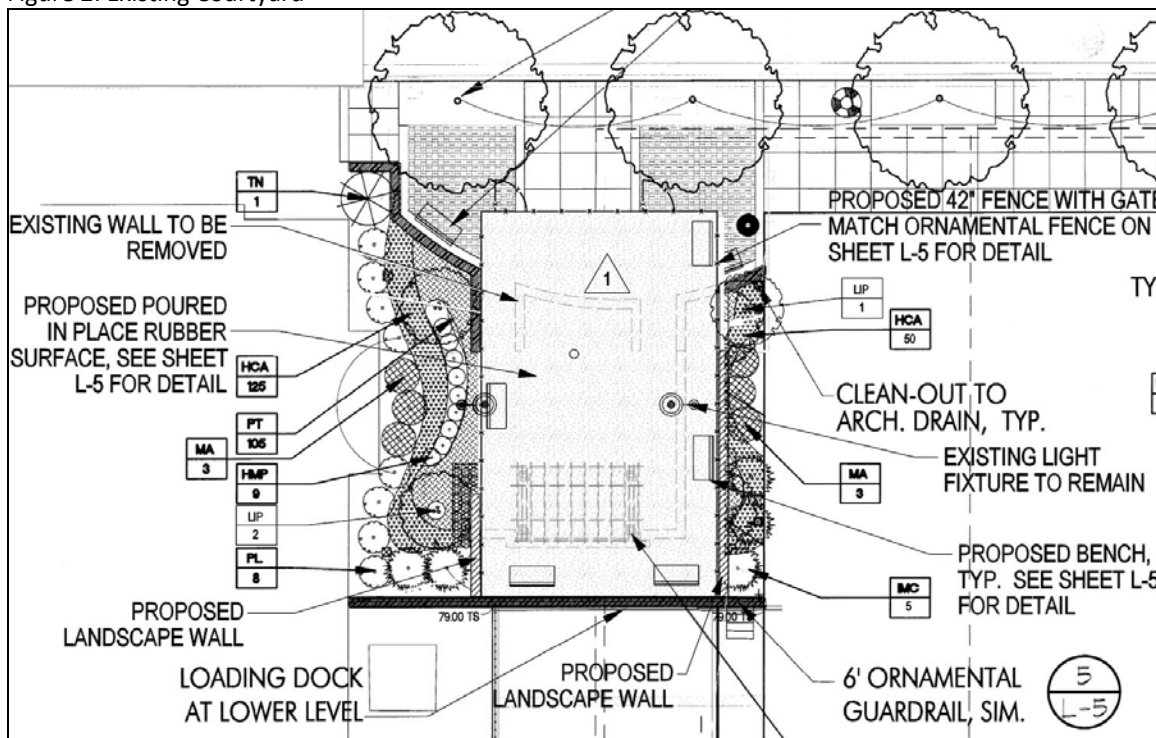 Figure 2: Existing Courtyard
TN
1
EXISTING WALL TO BE
REMOVED
PROPOSED POURED
IN PLACE RUBBER
SURFACE, SEE SHEET
L-5 FOR DETAIL
HCA
125
PT
105
MA
3
HMP
9
LIP
2
PL
8
PROPOSED
LANDSCAPE WALL
LOADING DOCK
AT LOWER LEVEL
79.00 TS
1
PROPOSED
LANDSCAPE WALL
79.00 TS
PROPOSED 42" FENCE WITH GATE
MATCH ORNAMENTAL FENCE ON
SHEET L-5 FOR DETAIL
TY
LIP
1
HCA
50
CLEAN-OUT TO
ARCH. DRAIN, TYP.
EXISTING LIGHT
FIXTURE TO REMAIN
MA
3
PROPOSED BENCH,
TYP. SEE SHEET L-5
FOR DETAIL
IMC
5
6' ORNAMENTAL
GUARDRAIL, SIM.
5
L-5